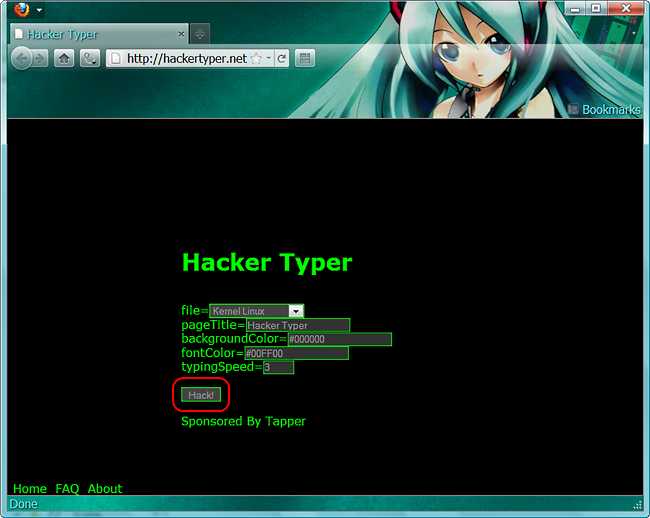 Hacker Typer
http://hackertyper.net
Bookmarks
Hacker Typer
file=Kernel Linux
pageTitle=Hacker Typer
backgroundColor=#000000
fontColor=#00FF00
typingSpeed=3
Hack!
Sponsored By Tapper
Home FAQ About
Done